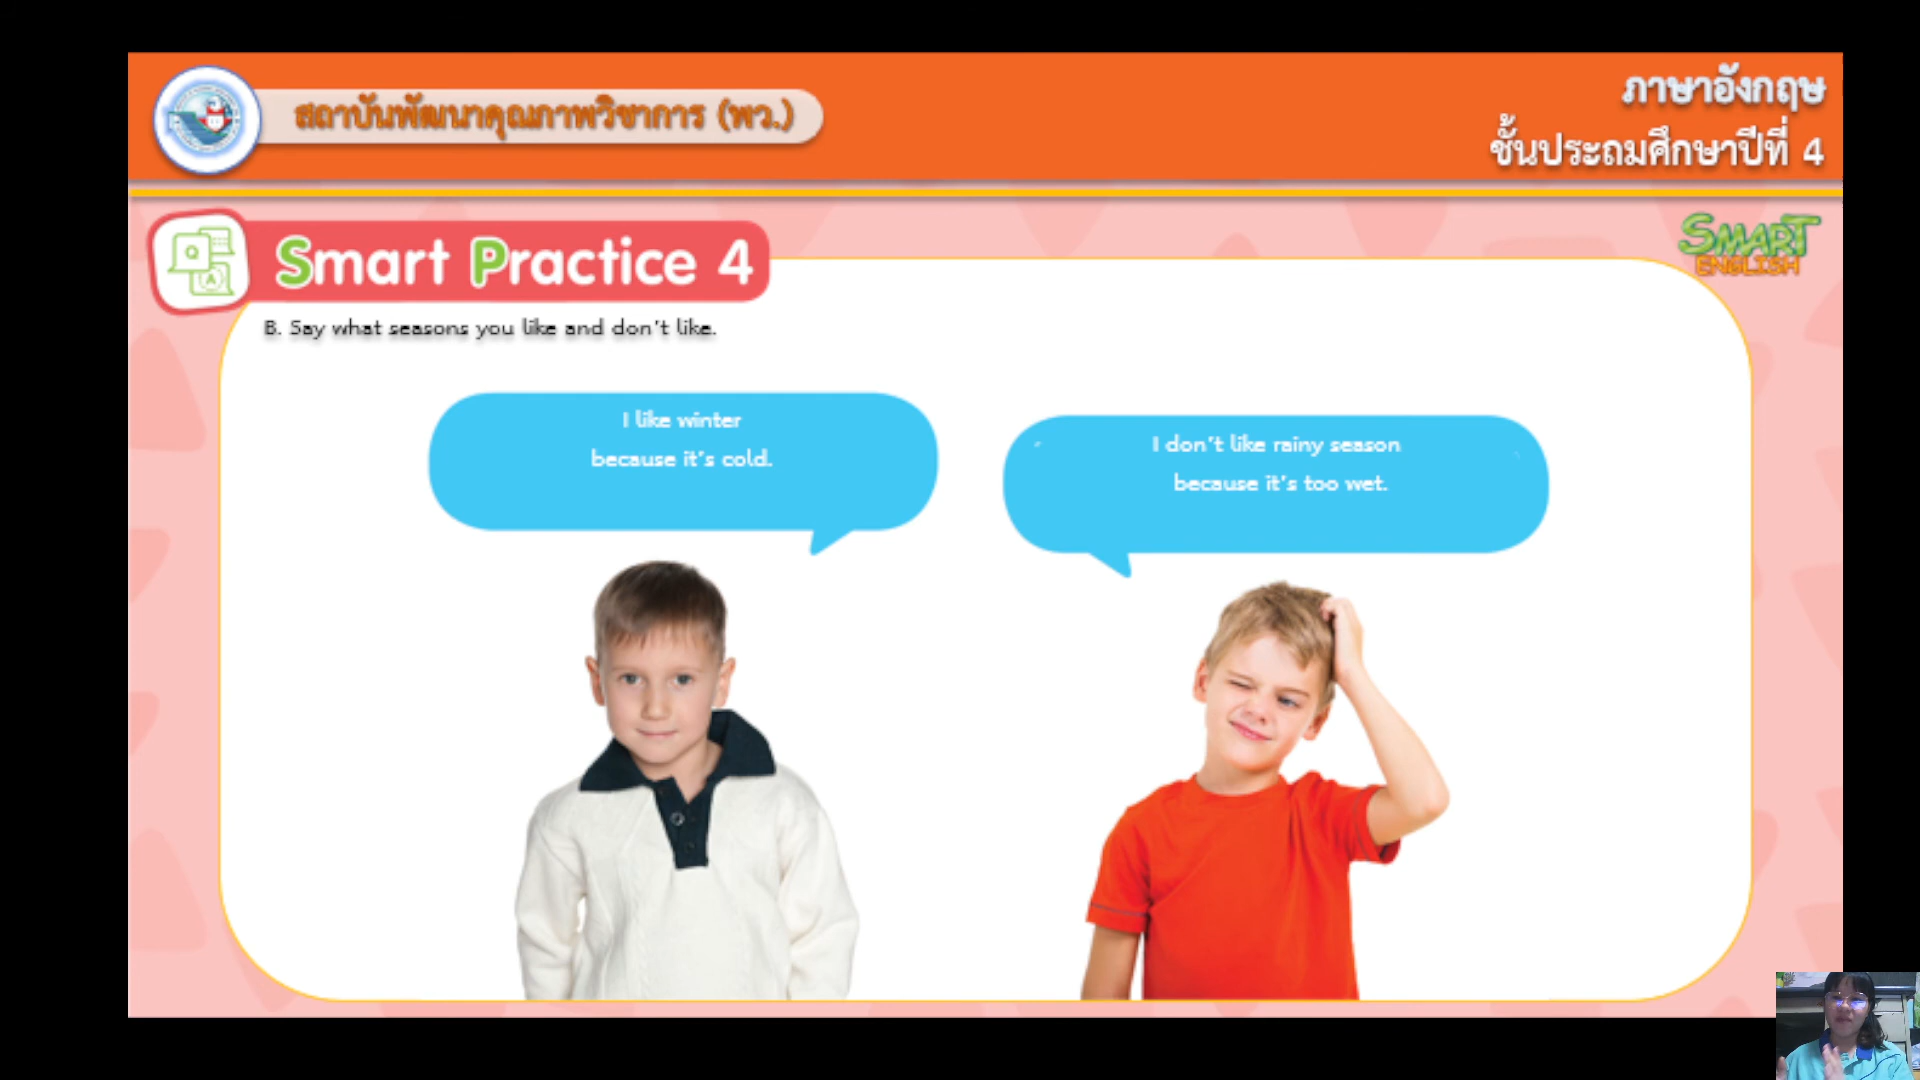 สถาบันพัฒนาคุณภาพวิชาการ (พว.)
ภาษาอังกฤษ
ชั้นประถมศึกษาปีที่ 4
Smart Practice 4
SMART
ENGLISH
B. Say what seasons you like and don't like.
I like winter
because it's cold.
I don't like rainy season
because it's too wet.